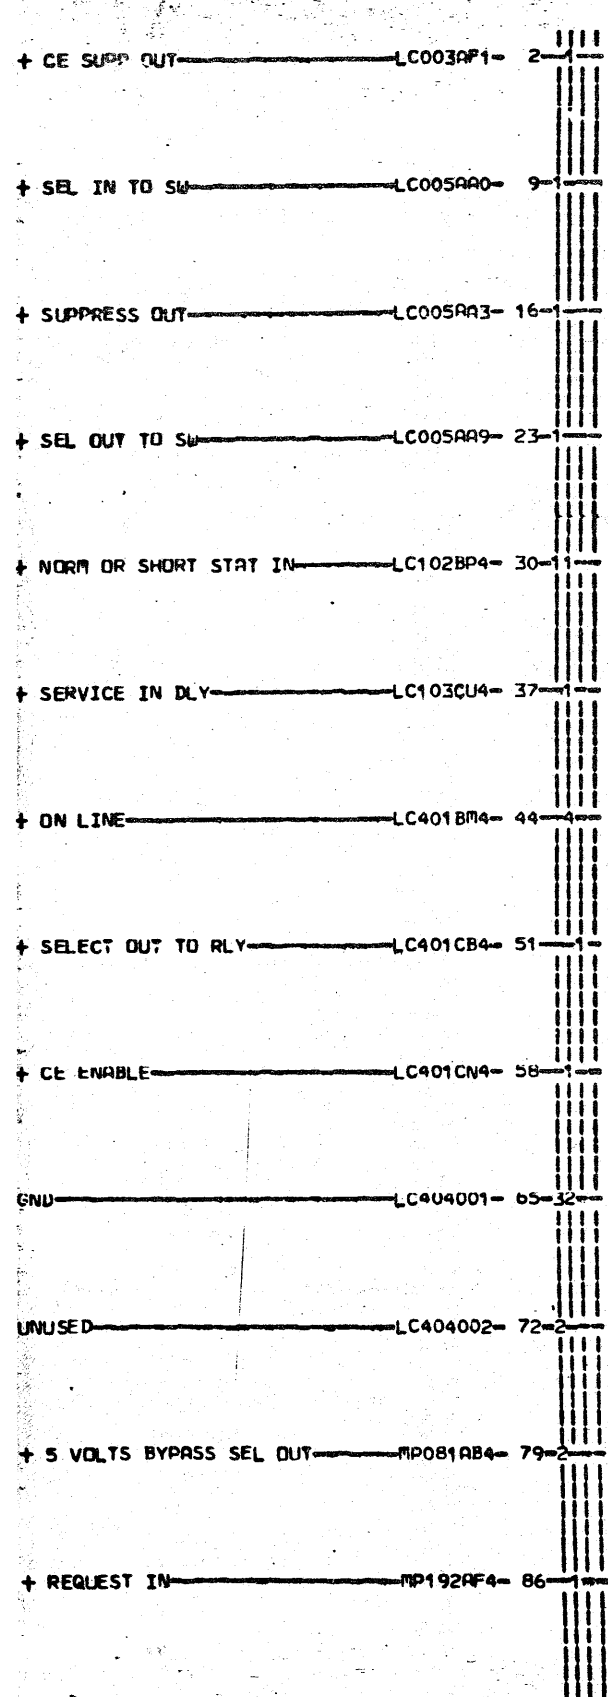 + CE SUPP OUT LC003AF1- 2-1
+ SEL IN TO SW LC005AA0- 9-1
+ SUPPRESS OUT LC005AA3- 16-1
+ SEL OUT TO SW LC005AA9- 23-1
+ NORM OR SHORT STAT IN LC102BP4- 30-11
+ SERVICE IN DLY LC103CU4- 37-1
+ ON LINE LC401BM4- 44-4
+ SELECT OUT TO RLY LC401CB4- 51-1
+ CE ENABLE LC401CN4- 58-1
GND LC404001- 65-32
UNUSED LC404002- 72-2
+ 5 VOLTS BYPASS SEL OUT MP081AB4- 79-2
+ REQUEST IN MP192AF4- 86-1